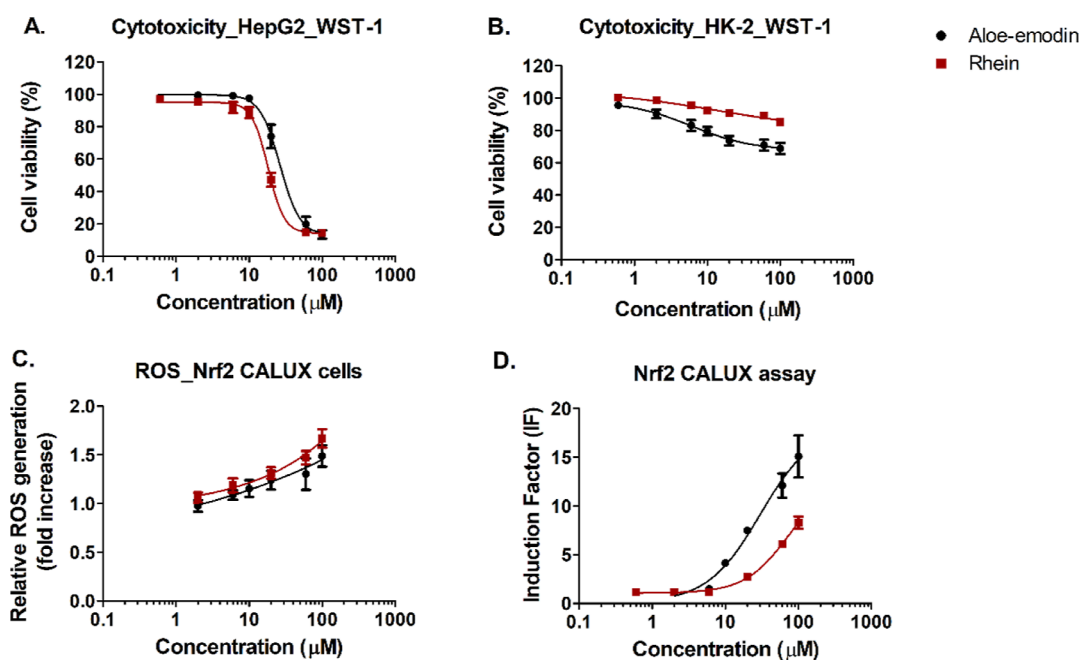 A.
Cytotoxicity_HepG2_WST-1
Cell viability (%)
120
100
80
60
40
20
0
0.1
1
10
100
1000
Concentration (μM)
B.
Cytotoxicity_HK-2_WST-1
Cell viability (%)
120
100
80
60
40
20
0
0.1
1
10
100
1000
Concentration (μM)
Aloe-emodin
Rhein
C.
ROS_Nrf2 CALUX cells
Relative ROS generation
(fold increase)
2.0
1.5
1.0
0.5
0.0
0.1
1
10
100
1000
Concentration (μM)
D.
Nrf2 CALUX assay
Induction Factor (IF)
20
15
10
5
0
0.1
1
10
100
1000
Concentration (μM)